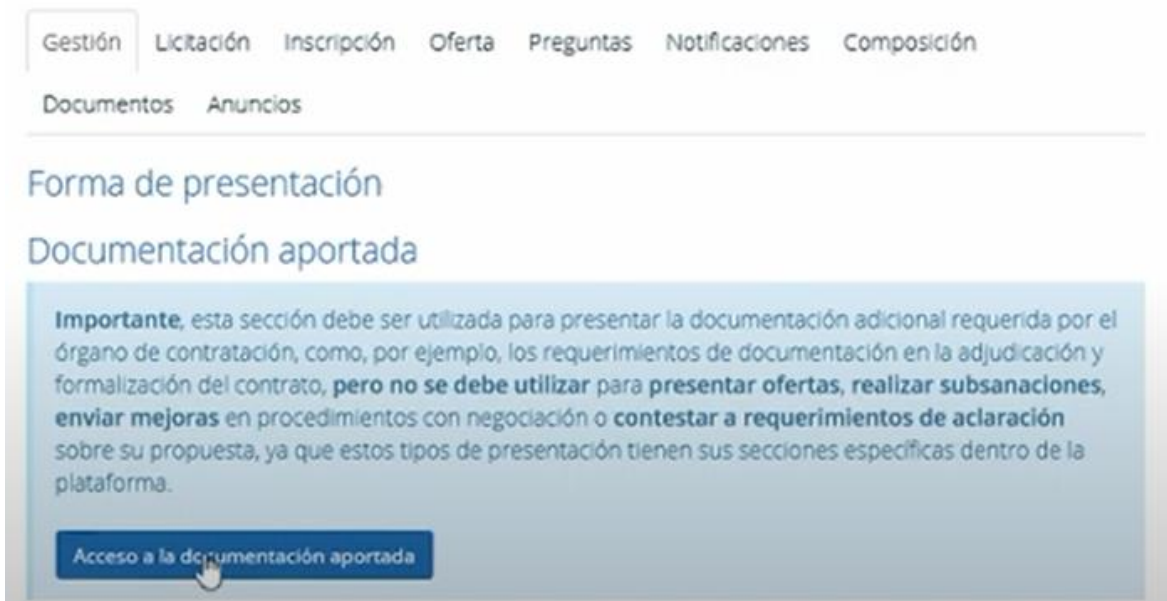 Gestión Licitación Inscripción Oferta Preguntas Notificaciones Composición
Documentos Anuncios
Forma de presentación
Documentación aportada
Importante, esta sección debe ser utilizada para presentar la documentación adicional requerida por el
órgano de contratación, como, por ejemplo, los requerimientos de documentación en la adjudicación y
formalización del contrato, pero no se debe utilizar para presentar ofertas, realizar subsanaciones,
enviar mejoras en procedimientos con negociación o contestar a requerimientos de aclaración
sobre su propuesta, ya que estos tipos de presentación tienen sus secciones específicas dentro de la
plataforma.
Acceso a la documentación aportada